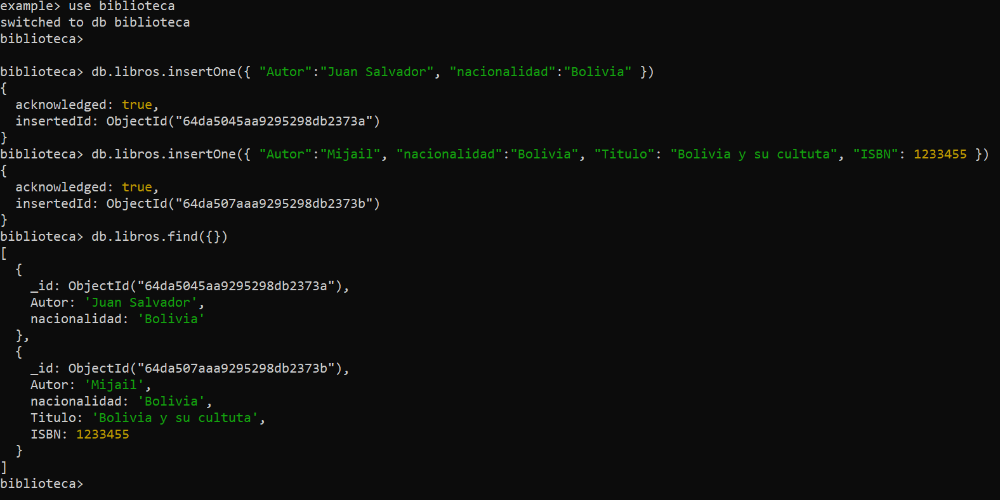 example> use biblioteca
switched to db biblioteca
biblioteca>
biblioteca> db.libros.insertOne({ "Autor":"Juan Salvador", "nacionalidad":"Bolivia" })
{
  acknowledged: true,
  insertedId: ObjectId("64da5045aa9295298db2373a")
}
biblioteca> db.libros.insertOne({ "Autor":"Mijail", "nacionalidad":"Bolivia", "Titulo": "Bolivia y su cultuta", "ISBN": 1233455 })
{
  acknowledged: true,
  insertedId: ObjectId("64da507aaa9295298db2373b")
}
biblioteca> db.libros.find({})
[
  {
    _id: ObjectId("64da5045aa9295298db2373a"),
    Autor: 'Juan Salvador',
    nacionalidad: 'Bolivia'
  },
  {
    _id: ObjectId("64da507aaa9295298db2373b"),
    Autor: 'Mijail',
    nacionalidad: 'Bolivia',
    Titulo: 'Bolivia y su cultuta',
    ISBN: 1233455
  }
]
biblioteca>